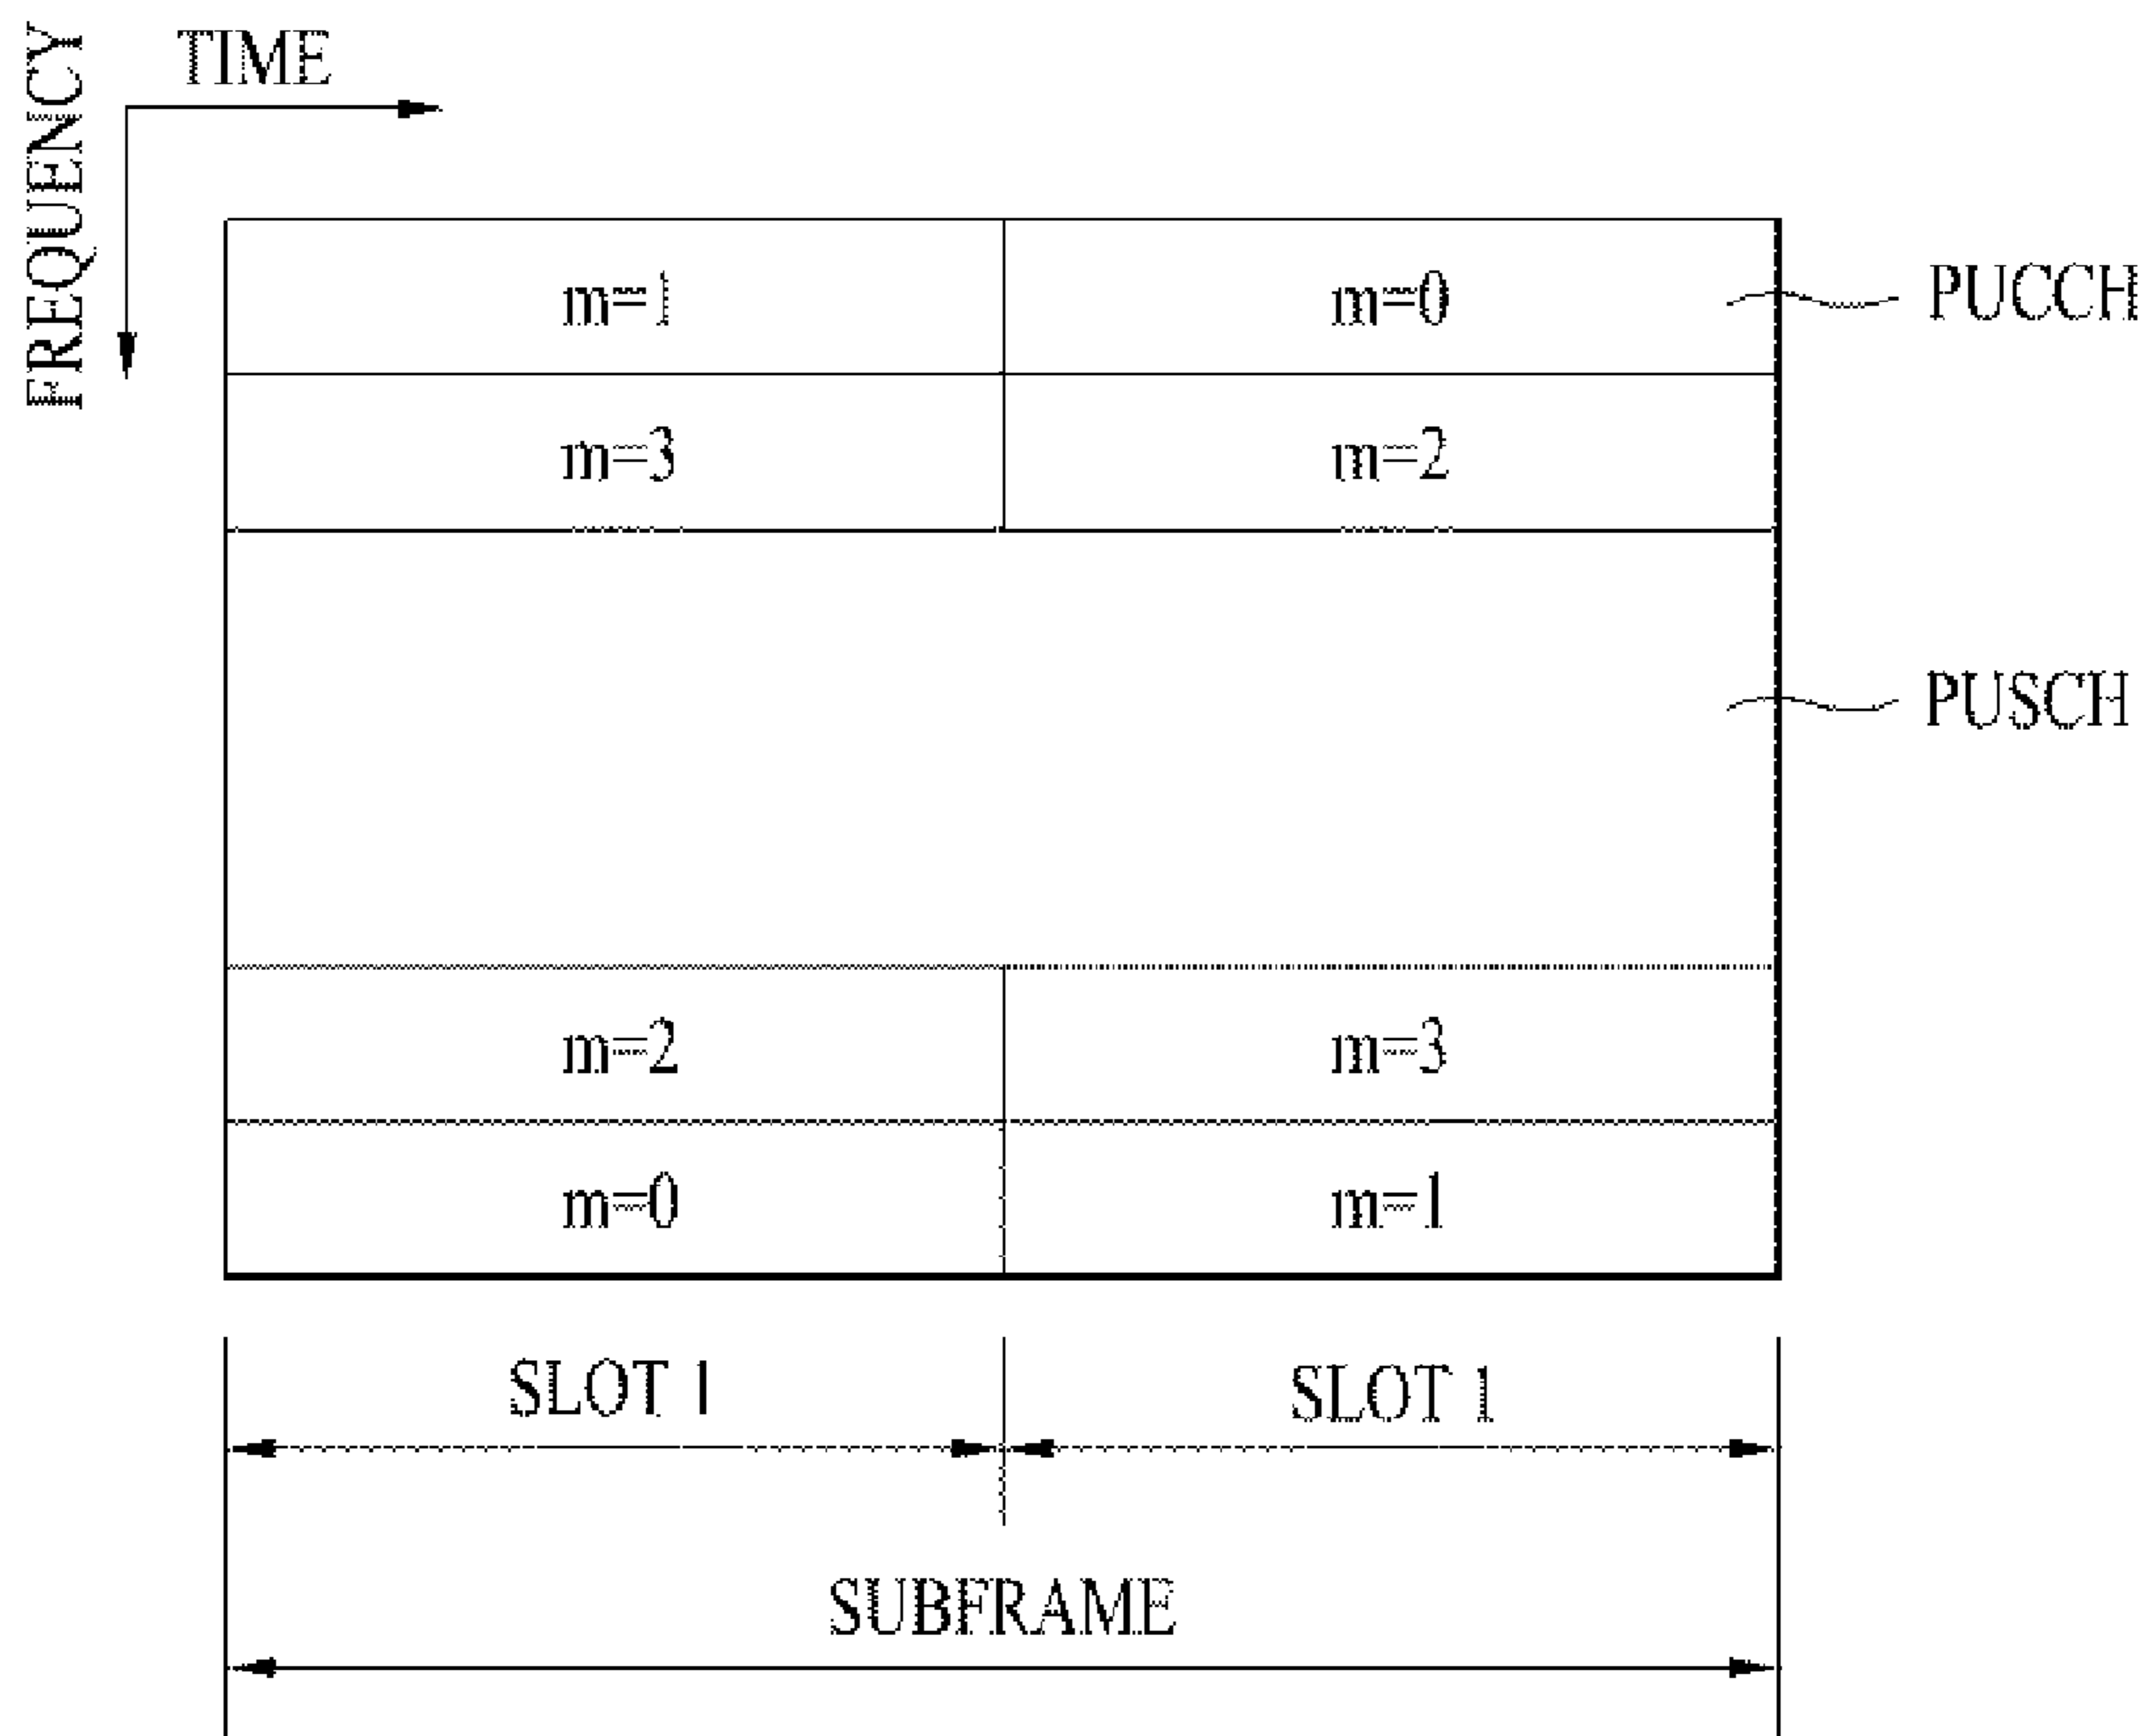 TIME
FREQUENCY
m=1
m=0
PUCCH
m=3
m=2
PUSCH
m=2
m=3
m=0
m=1
SLOT 1
SLOT 1
SUBFRAME